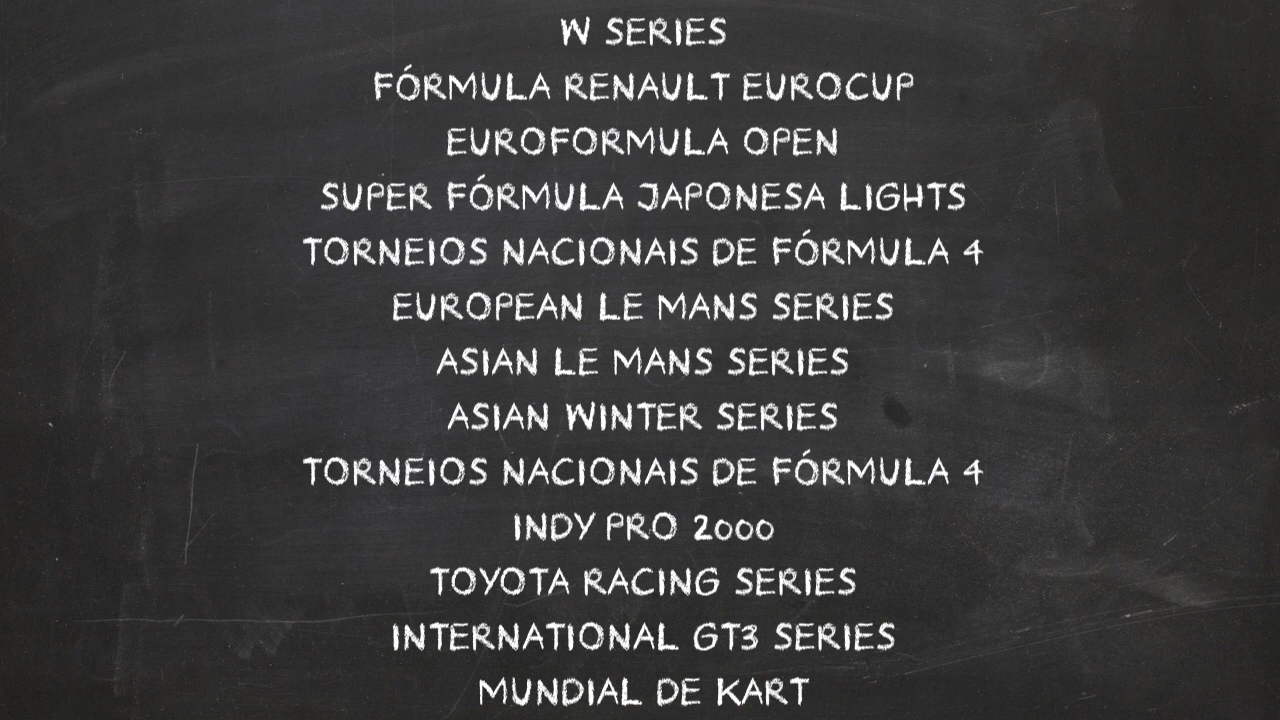 W SERIES
FÓRMULA RENAULT EUROCUP
EUROFORMULA OPEN
SUPER FÓRMULA JAPONESA LIGHTS
TORNEIOS NACIONAIS DE FÓRMULA 4
EUROPEAN LE MANS SERIES
ASIAN LE MANS SERIES
ASIAN WINTER SERIES
TORNEIOS NACIONAIS DE FÓRMULA 4
INDY PRO 2000
TOYOTA RACING SERIES
INTERNATIONAL GT3 SERIES
MUNDIAL DE KART